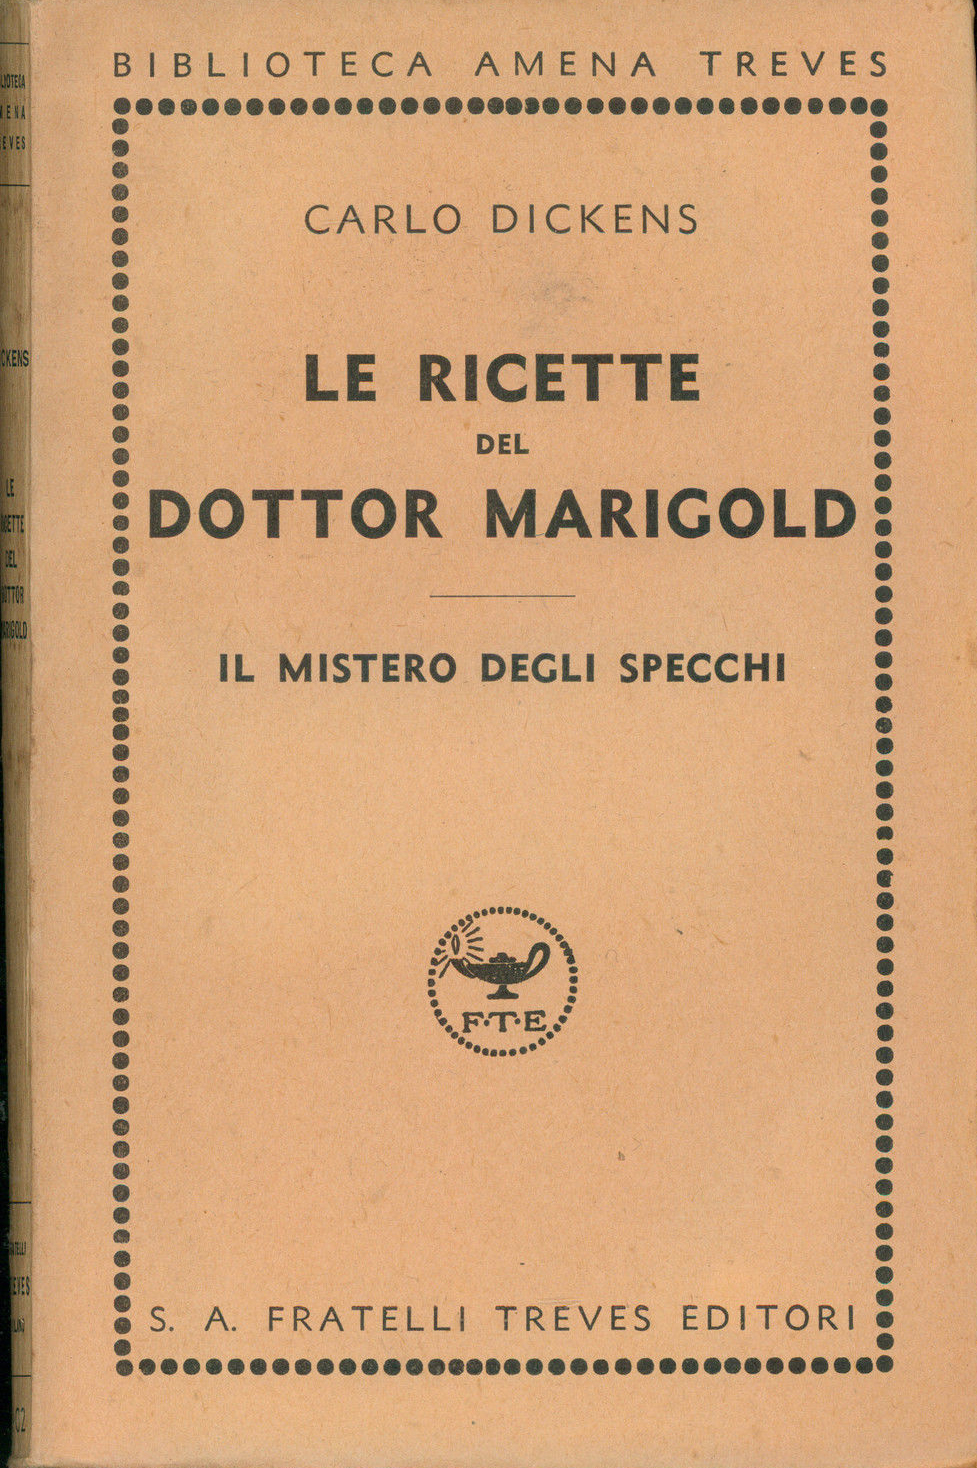 BIBLIOTECA AMENA TREVES
CARLO DICKENS
LE RICETTE
DEL
DOTTOR MARIGOLD
IL MISTERO DEGLI SPECCHI
F·T·E
S. A. FRATELLI TREVES EDITORI